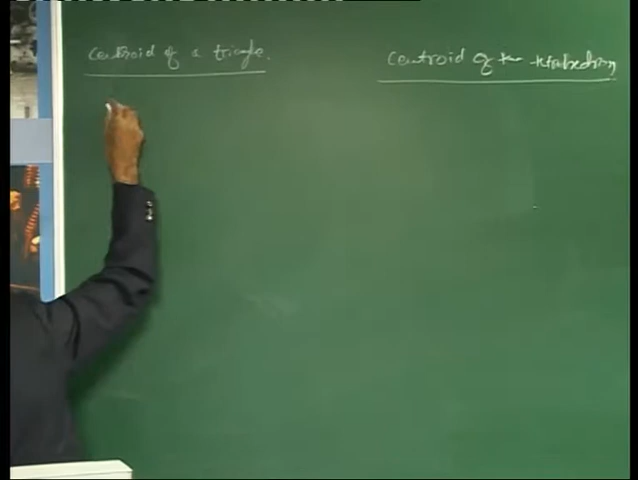 Centroid of a triangle.
Centroid of the tetrahedron